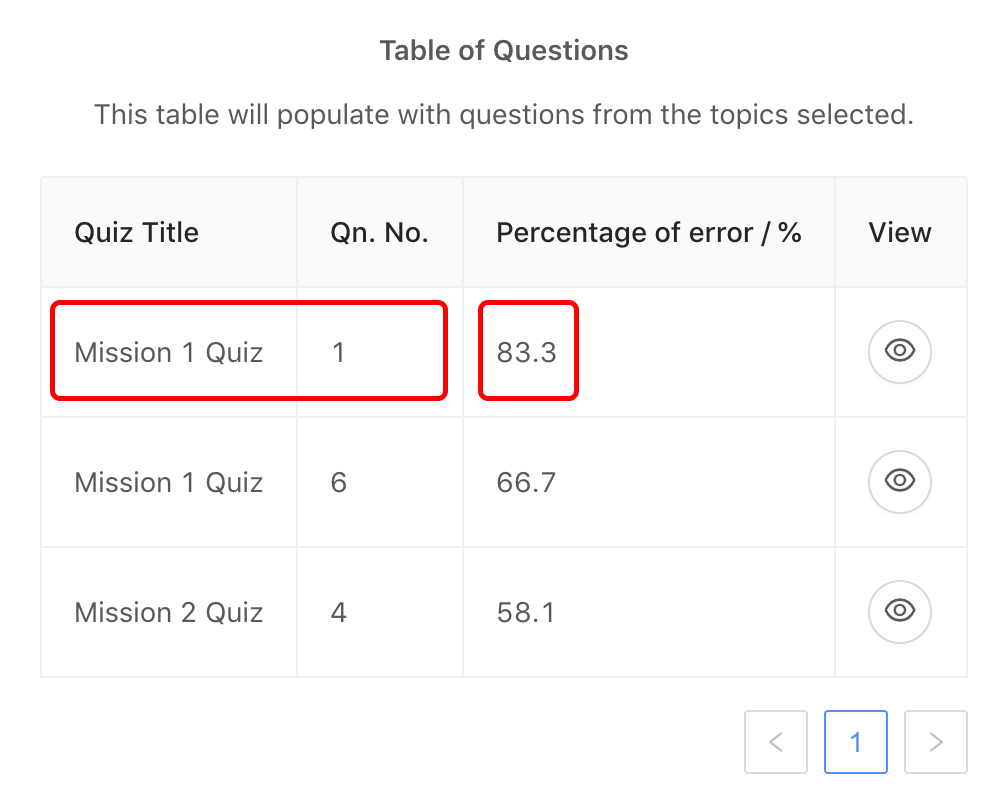 Table of Questions
This table will populate with questions from the topics selected.
Quiz Title Qn. No. Percentage of error / % View
Mission 1 Quiz 1 83.3
Mission 1 Quiz 6 66.7
Mission 2 Quiz 4 58.1
< 1 >